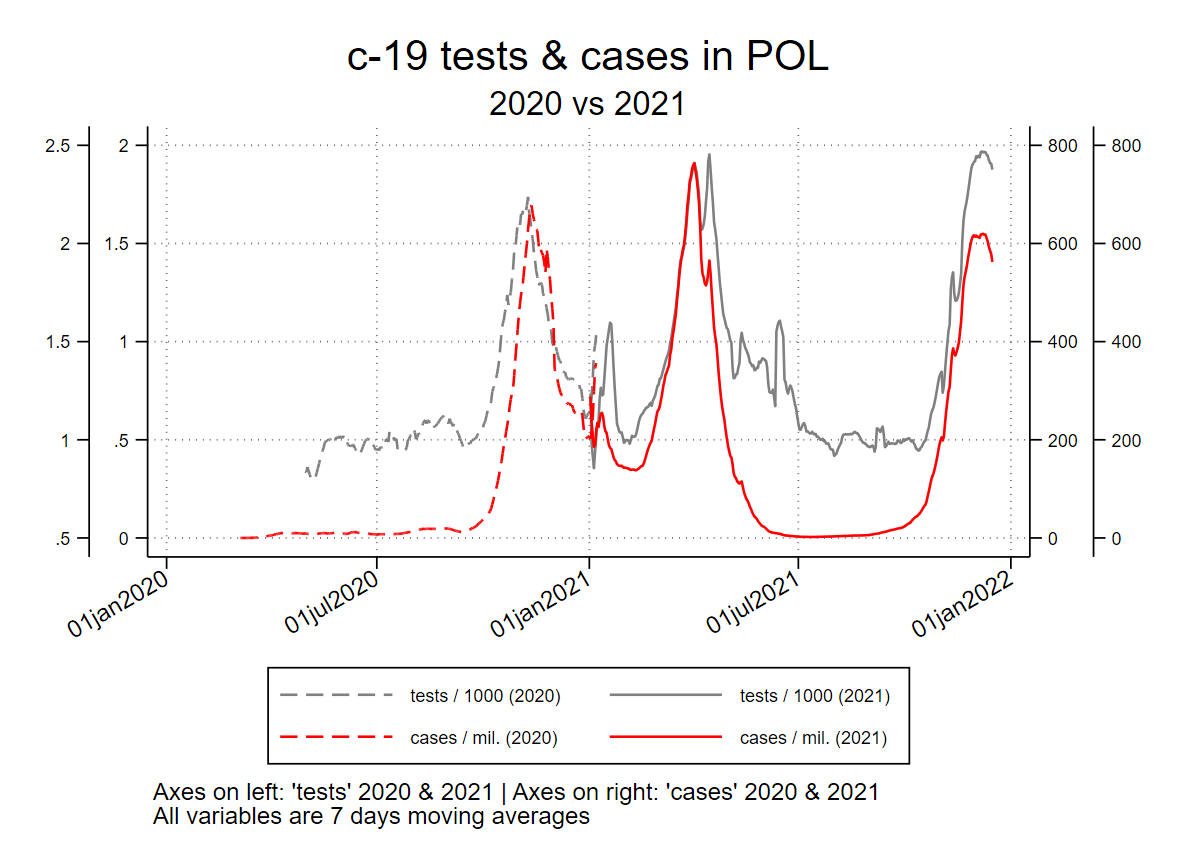 c-19 tests & cases in POL
2020 vs 2021
2.5
2
1.5
1
.5
2
1.5
1
.5
0
800
600
400
200
0
800
600
400
200
0
01jan2020
01jul2020
01jan2021
01jul2021
01jan2022
tests / 1000 (2020)
tests / 1000 (2021)
cases / mil. (2020)
cases / mil. (2021)
Axes on left: 'tests' 2020 & 2021 | Axes on right: 'cases' 2020 & 2021
All variables are 7 days moving averages